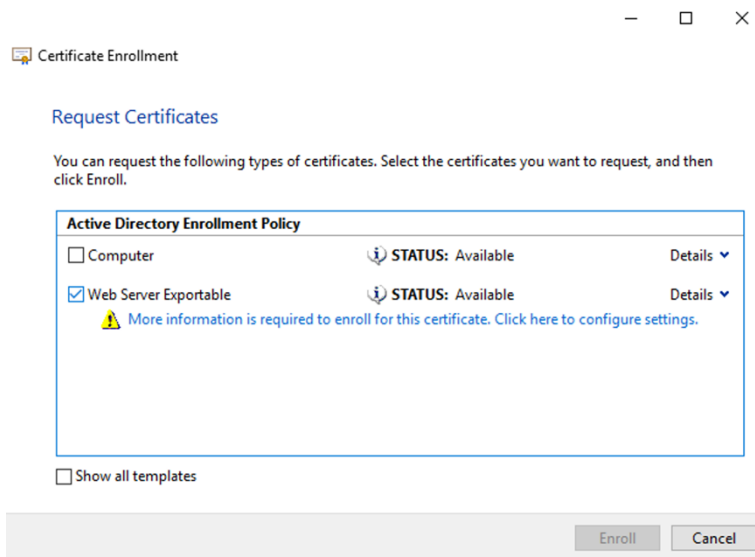 Certificate Enrollment
Request Certificates
You can request the following types of certificates. Select the certificates you want to request, and then
click Enroll.
Active Directory Enrollment Policy
Computer STATUS: Available Details
Web Server Exportable STATUS: Available Details
More information is required to enroll for this certificate. Click here to configure settings.
Show all templates
Enroll Cancel